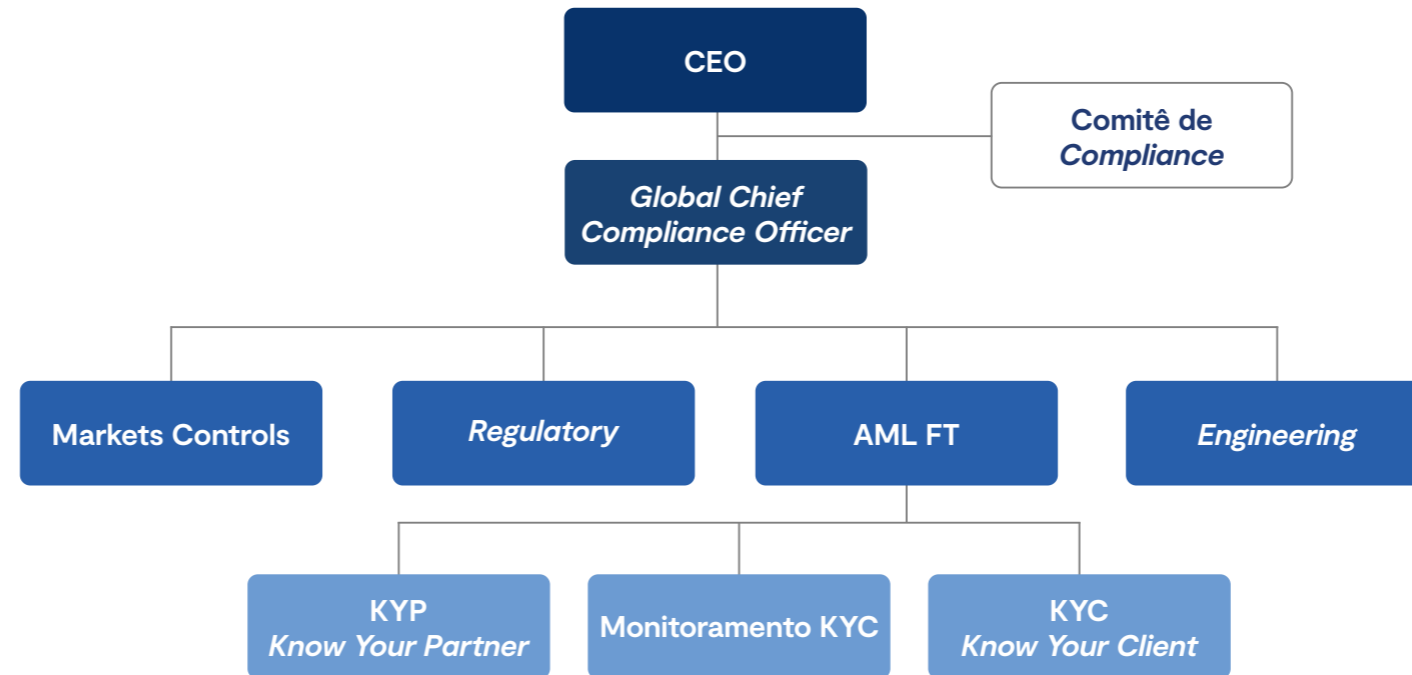 CEO
Comitê de
Compliance
Global Chief
Compliance Officer
Markets Controls
Regulatory
AML FT
Engineering
KYP
Know Your Partner
Monitoramento KYC
KYC
Know Your Client